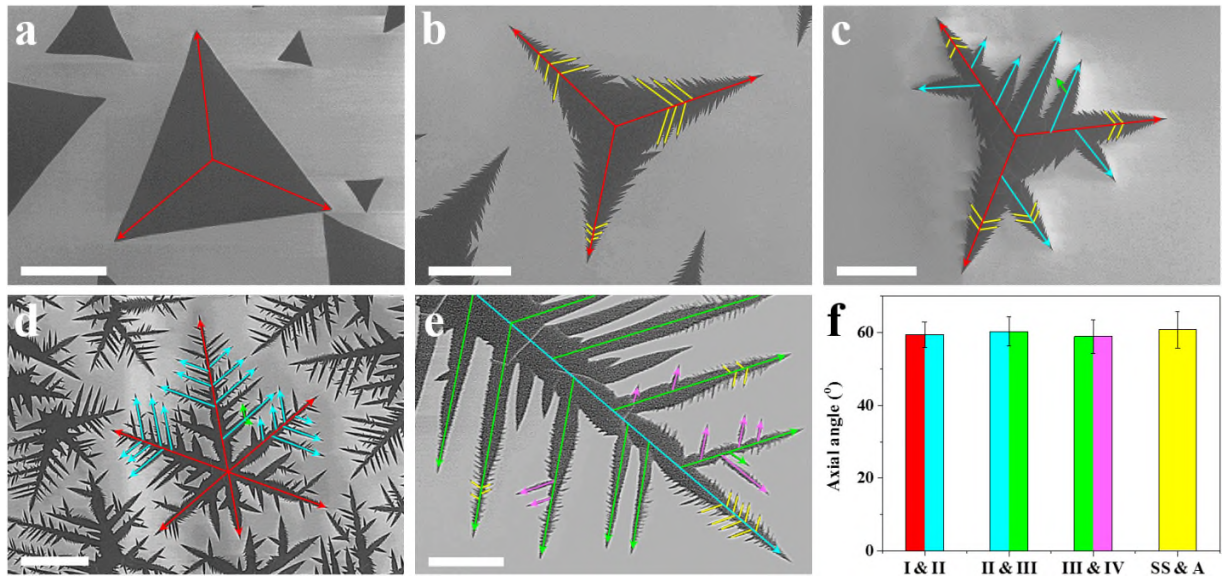 a
b
c
d
e
f
Axial angle (°)
60
40
20
0
I & II
II & III
III & IV
SS & A